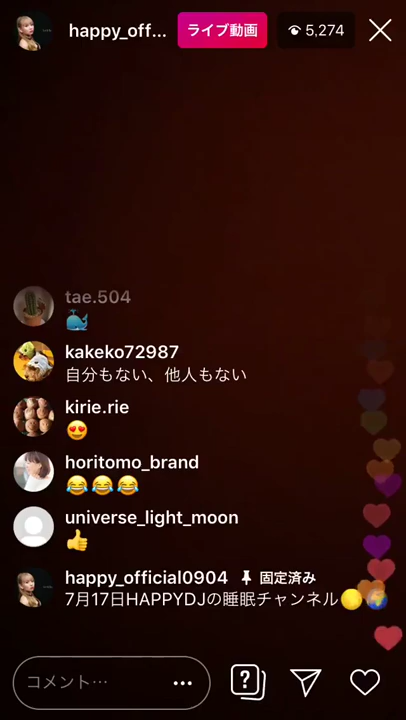 happy_off...
ライブ動画
5,274
tae.504
🐳
kakeko72987
自分もない、他人もない
kirie.rie
😍
horitomo_brand
😂😂😂
universe_light_moon
👍
happy_official0904 固定済み
7月17日HAPPYDJの睡眠チャンネル🌕🌏
コメント…